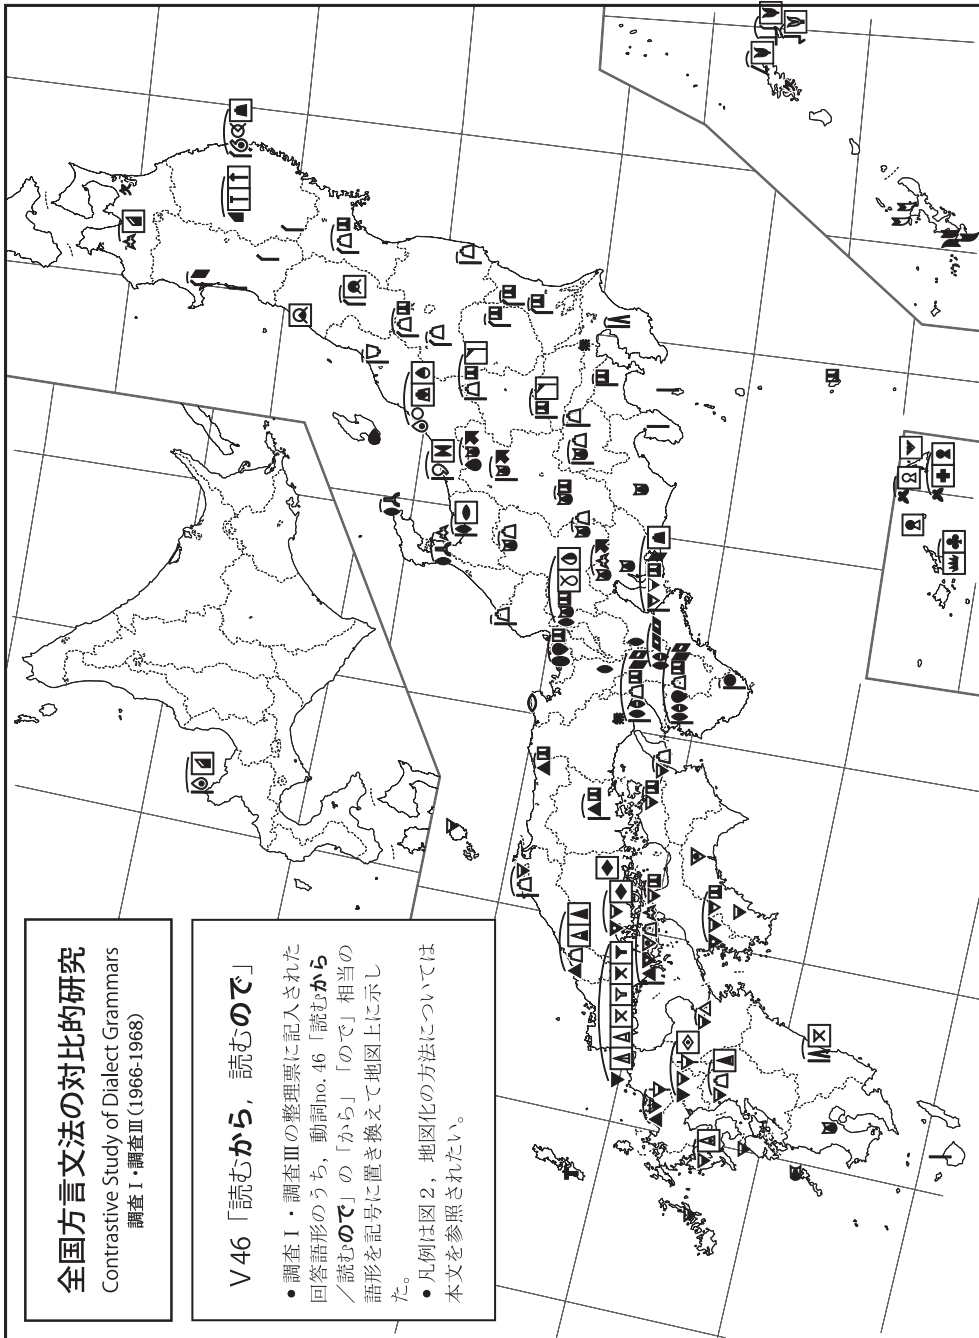 全国方言文法の対比的研究
Contrastive Study of Dialect Grammars
調査Ⅰ・調査Ⅲ (1966-1968)
V46「読むから，読むので」
● 調査Ⅰ・調査Ⅲの整理票に記入された
回答語形のうち，動詞no. 46「読むから
／読むので」の「から」「ので」相当の
語形を記号に置き換えて地図上に示し
た。
● 凡例は図2，地図化の方法については
本文を参照されたい。